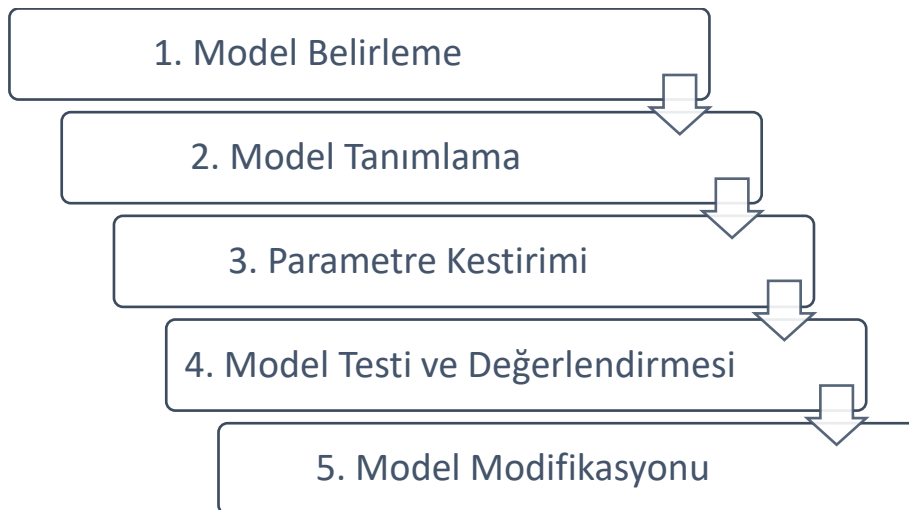 1. Model Belirleme
2. Model Tanımlama
3. Parametre Kestirimi
4. Model Testi ve Değerlendirmesi
5. Model Modifikasyonu